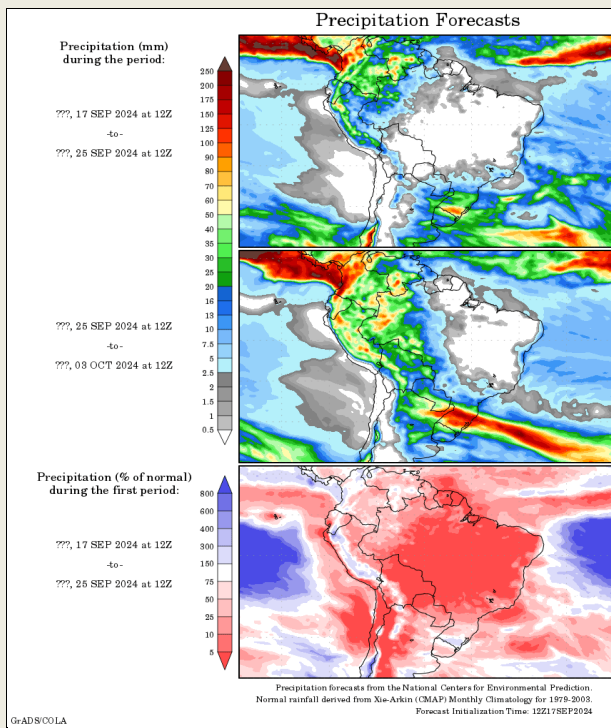 Precipitation Forecasts
Precipitation (mm)
during the period:
???, 17 SEP 2024 at 12Z
-to-
???, 25 SEP 2024 at 12Z
250
200
175
150
125
100
90
80
70
60
50
40
35
30
25
20
16
13
10
7.5
5
2.5
2
1.5
1
0.5
???, 25 SEP 2024 at 12Z
-to-
???, 03 OCT 2024 at 12Z
Precipitation (% of normal)
during the first period:
???, 17 SEP 2024 at 12Z
-to-
???, 25 SEP 2024 at 12Z
800
600
400
300
150
75
50
25
10
5
Precipitation forecasts from the National Centers for Environmental Prediction.
Normal rainfall derived from Xie-Arkin (CMAP) Monthly Climatology for 1979-2003.
Forecast Initialization Time: 12Z17SEP2024
GrADS/COLA